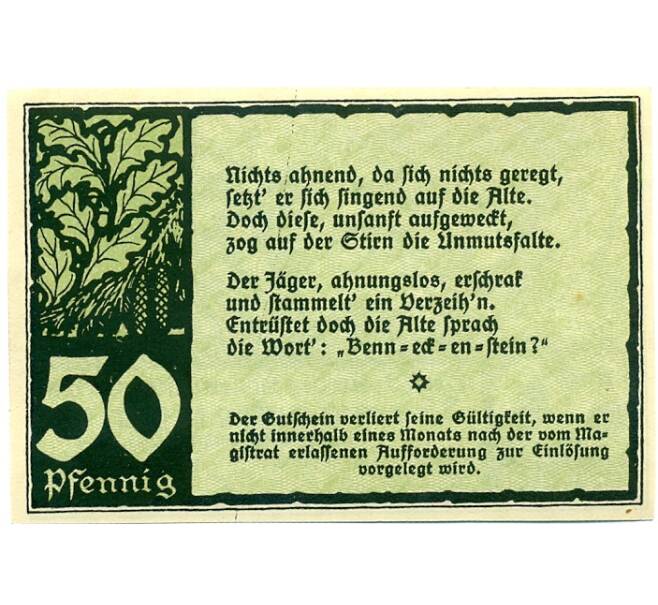 Nichts ahnend, da sich nichts geregt,
setzt' er sich singend auf die Alte.
Doch diese, unsanft aufgeweckt,
zog auf der Stirn die Unmutsfalte.
Der Jäger, ahnungslos, erschrak
und stammelt' ein Verzeih'n.
Entrüstet doch die Alte sprach
die Wort': „Benn=eck=en=stein?"
Der Gutschein verliert seine Gültigkeit, wenn er
nicht innerhalb eines Monats nach der vom Ma=
gistrat erlassenen Aufforderung zur Einlösung
vorgelegt wird.
50
Pfennig